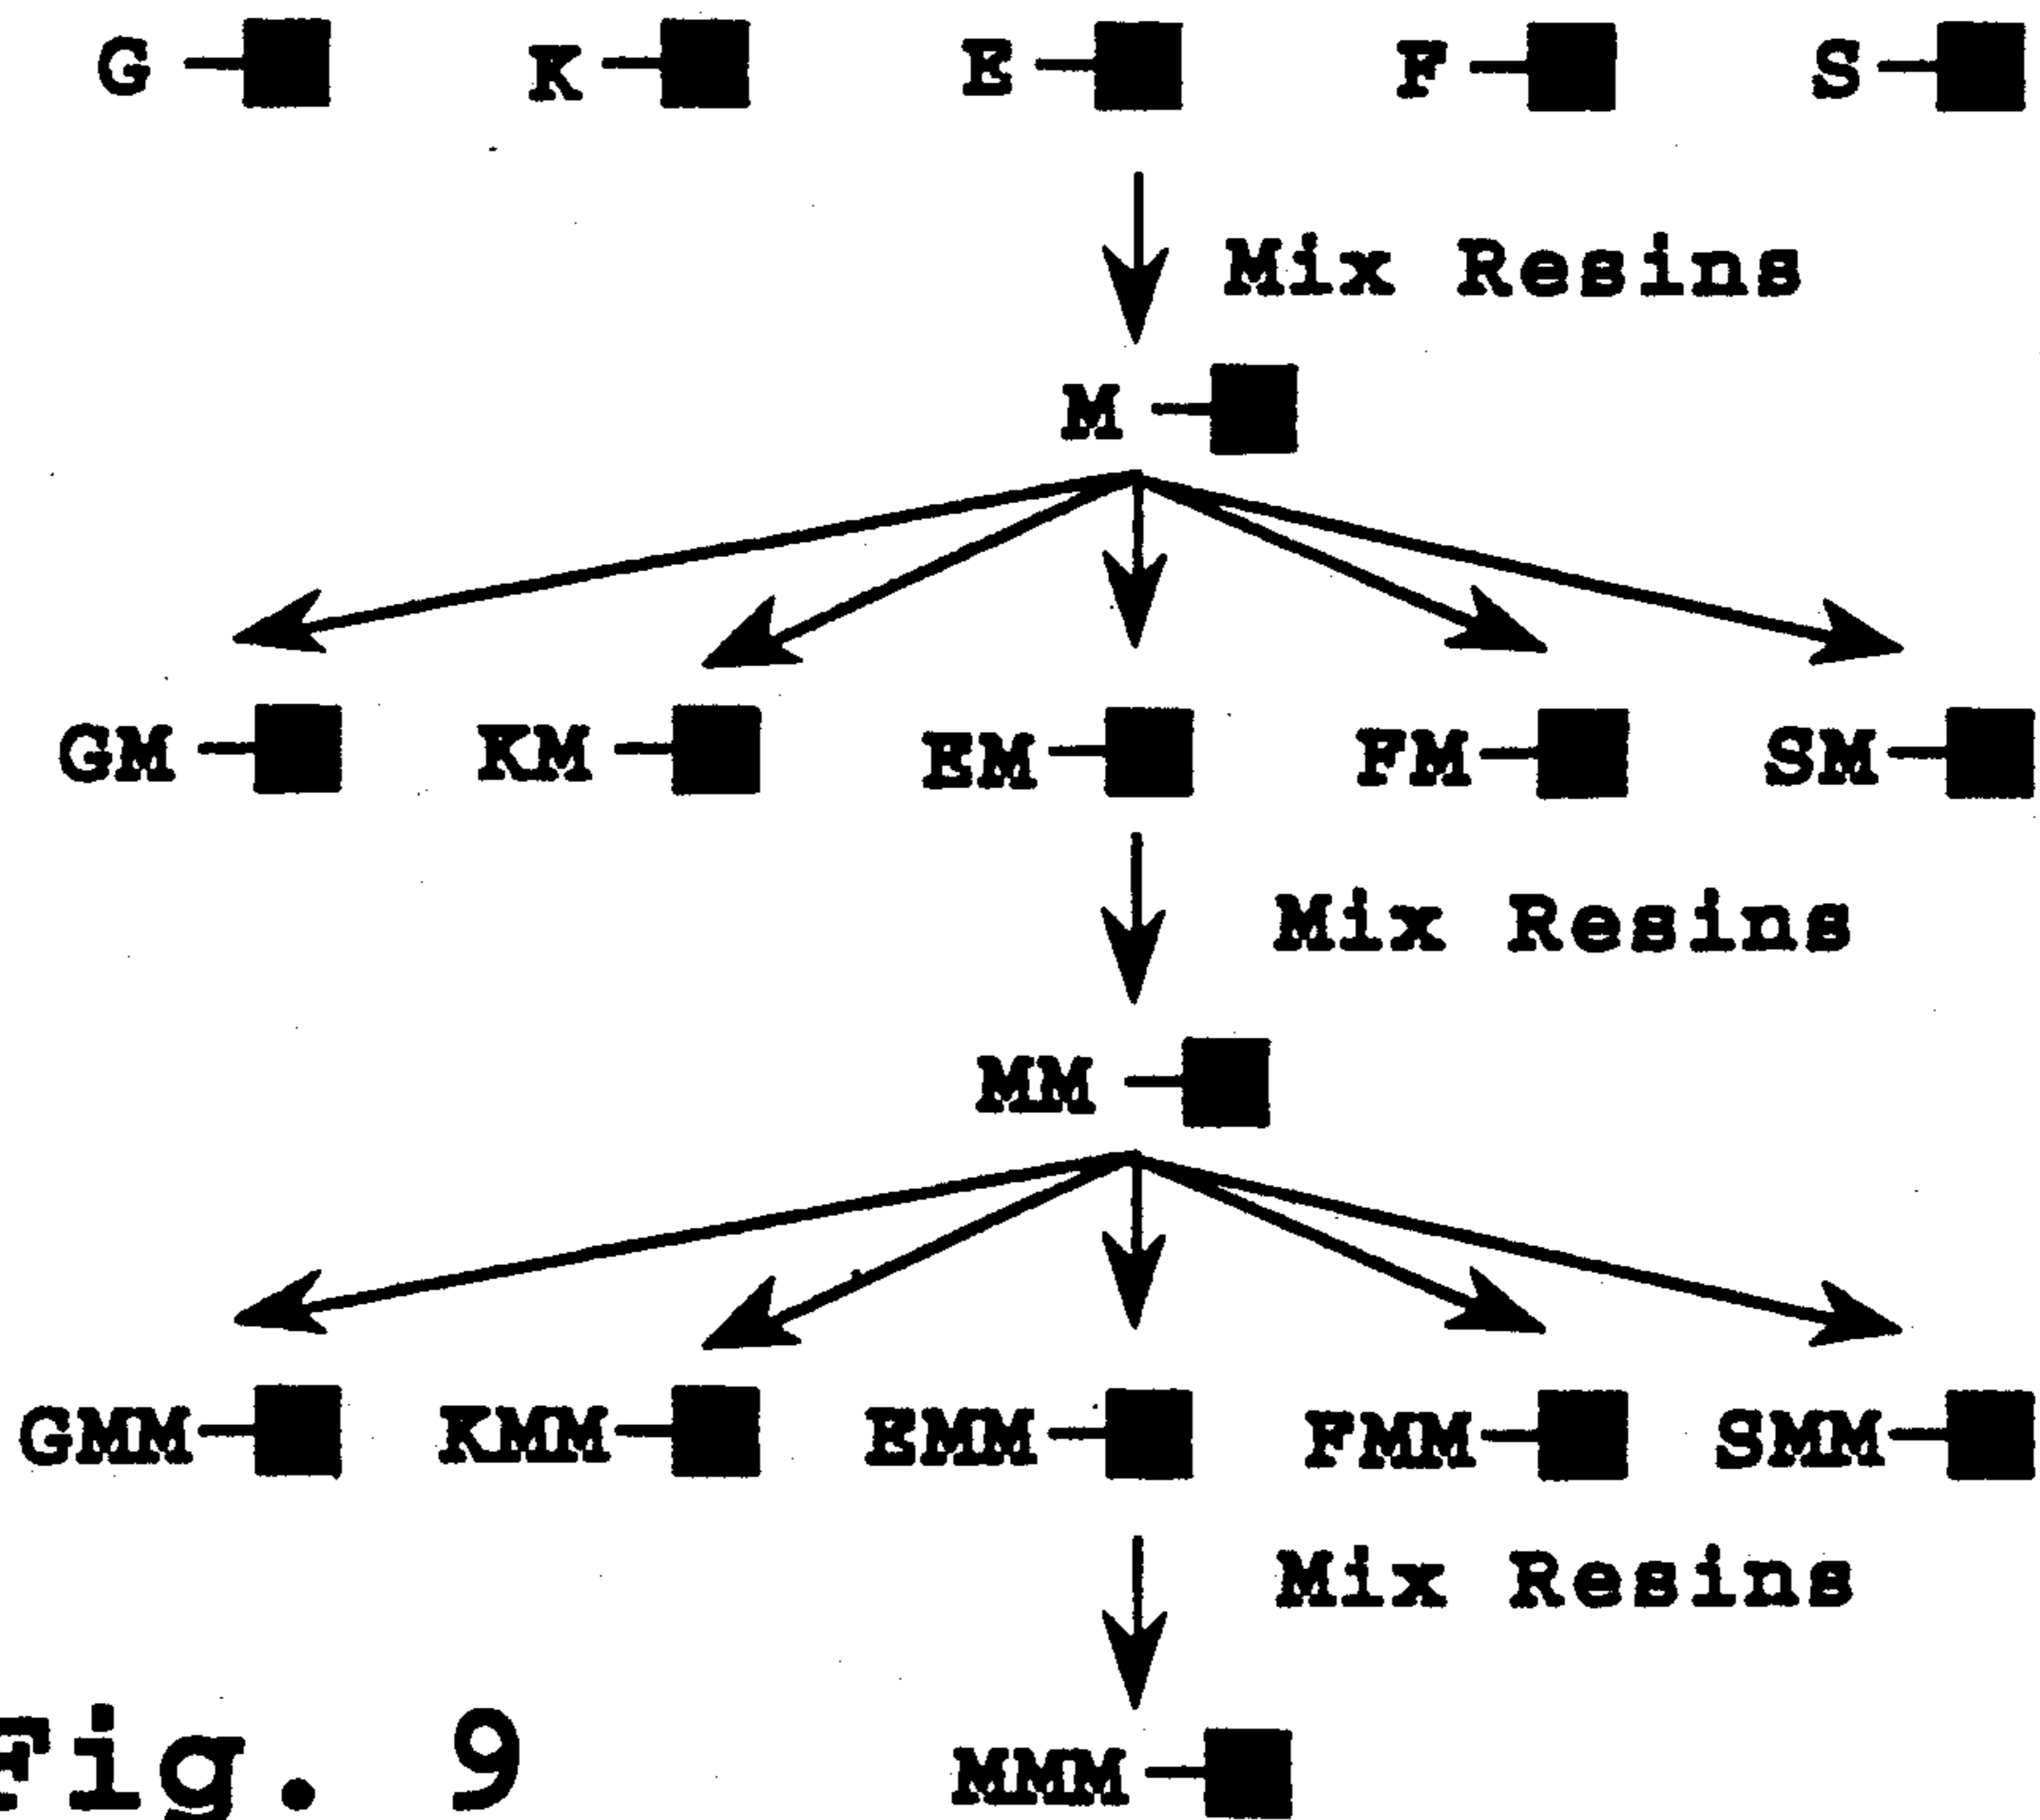 G K E F S
Mix Resins
M
GM KM EM FM SM
Mix Resins
MM
GMM KMM EMM FMM SMM
Mix Resins
MMM
Fig. 9